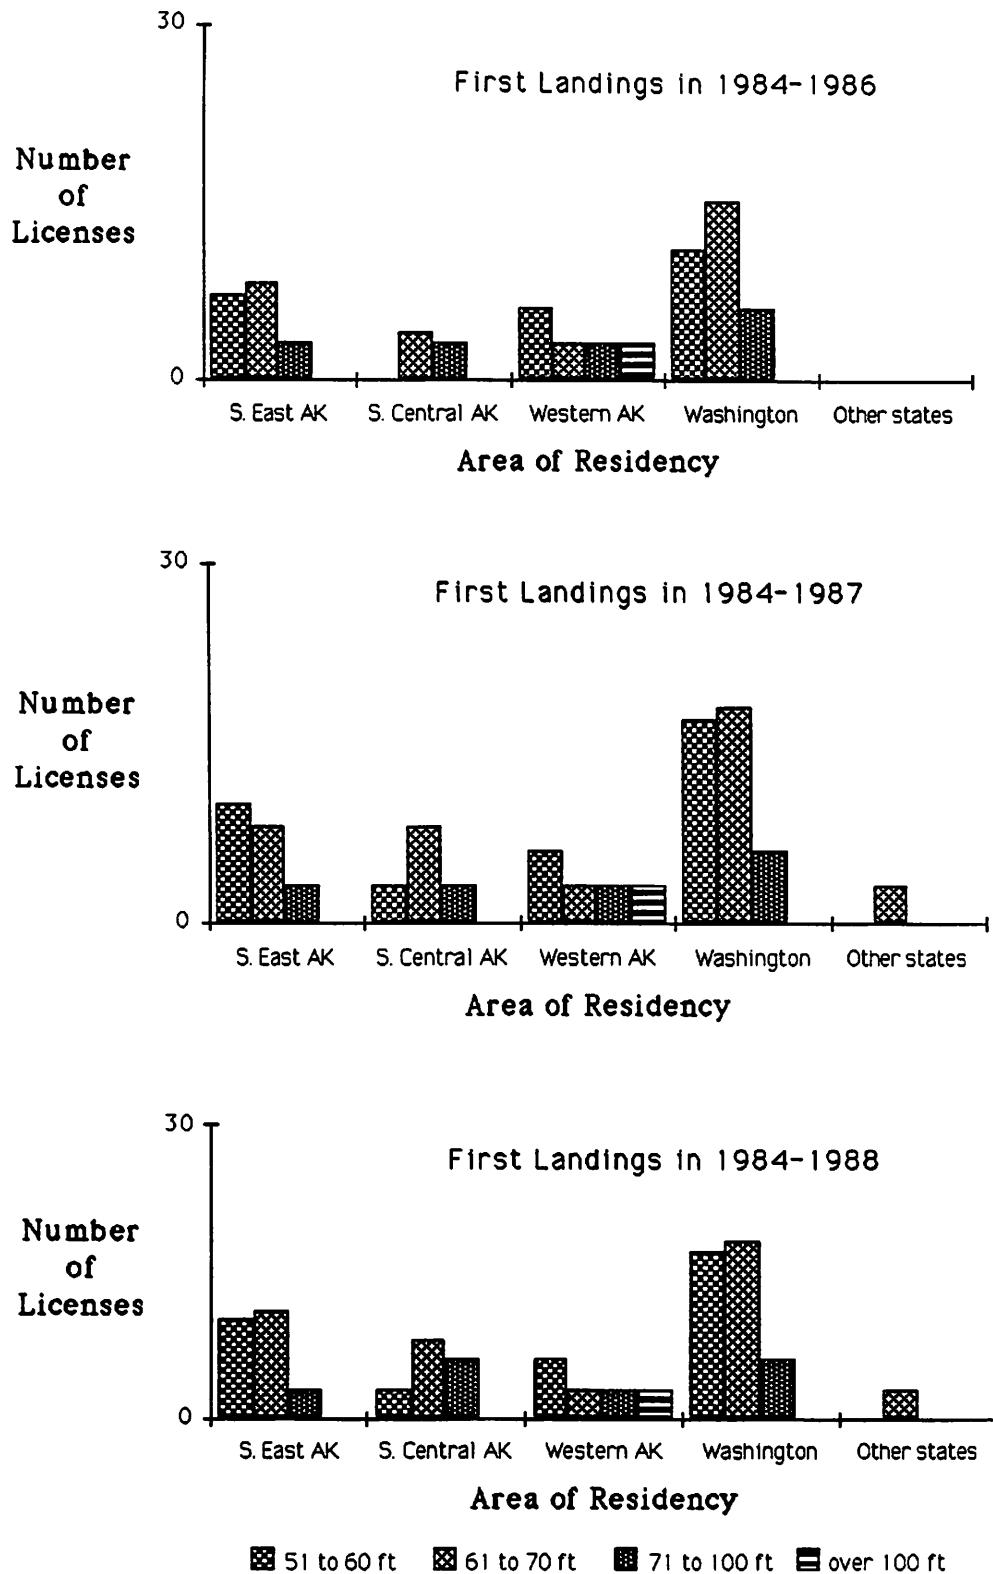 30
First Landings in 1984-1986
Number
of
Licenses
0
S. East AK S. Central AK Western AK Washington Other states
Area of Residency
30
First Landings in 1984-1987
Number
of
Licenses
0
S. East AK S. Central AK Western AK Washington Other states
Area of Residency
30
First Landings in 1984-1988
Number
of
Licenses
0
S. East AK S. Central AK Western AK Washington Other states
Area of Residency
51 to 60 ft 61 to 70 ft 71 to 100 ft over 100 ft